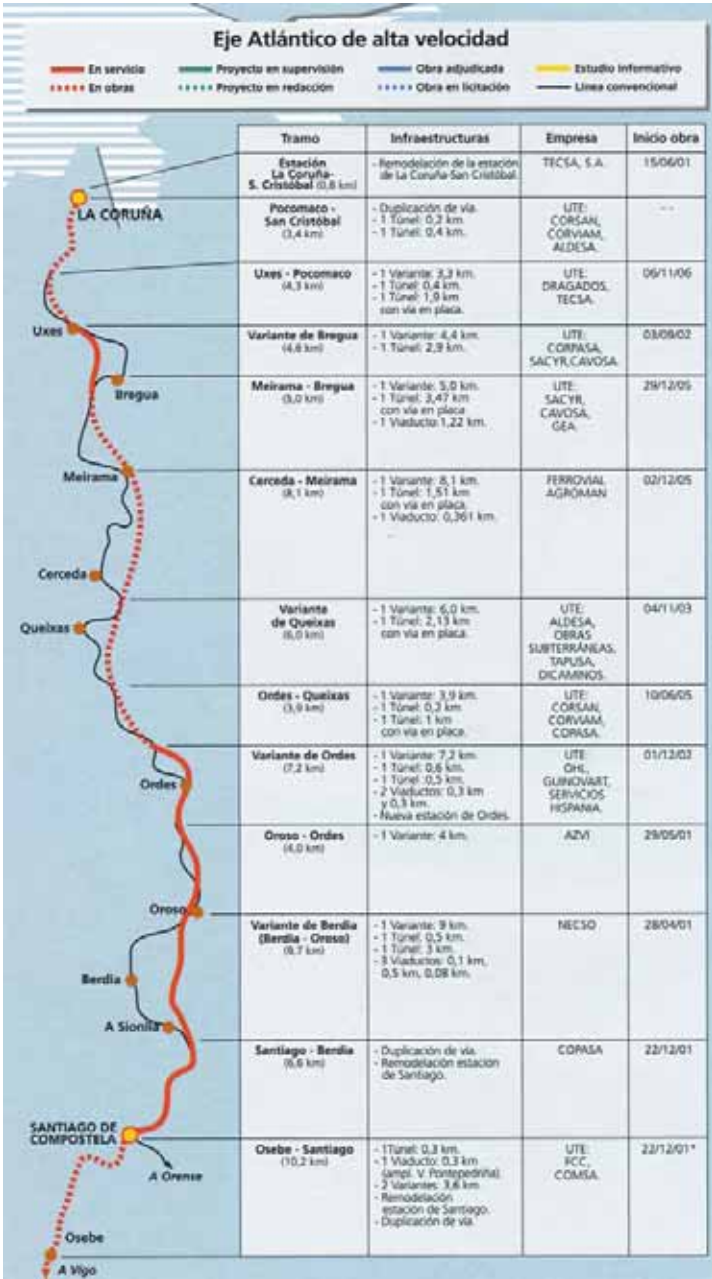 Eje Atlántico de alta velocidad
En servicio
Proyecto en supervisión
Obra adjudicada
Estudio Informativo
En obras
Proyecto en redacción
Obra en licitación
Línea convencional
Tramo
Infraestructuras
Empresa
Inicio obra
Estación
La Coruña-
S. Cristóbal (0,8 km)
- Remodelación de la estación
de La Coruña-San Cristóbal.
TECSA, S.A.
15/06/01
Pocomaco -
San Cristóbal
(3,4 km)
- Duplicación de vía.
- 1 Túnel: 0,2 km.
- 1 Túnel: 0,4 km.
UTE:
CORSAN,
CORVIAM,
ALDESA.
- -
Uxes - Pocomaco
(4,3 km)
- 1 Variante: 3,3 km.
- 1 Túnel: 0,4 km.
- 1 Túnel: 1,9 km
con vía en placa.
UTE:
DRAGADOS,
TECSA.
06/11/06
Variante de Bregua
(4,6 km)
- 1 Variante: 4,4 km.
- 1 Túnel: 2,9 km.
UTE:
CORPASA,
SACYR,CAVOSA.
03/09/02
Meirama - Bregua
(5,0 km)
- 1 Variante: 5,0 km.
- 1 Túnel: 3,47 km
con vía en placa
- 1 Viaducto: 1,22 km.
UTE:
SACYR,
CAVOSA,
GEA.
29/12/05
Cerceda - Meirama
(8,1 km)
- 1 Variante: 8,1 km.
- 1 Túnel: 1,51 km
con vía en placa.
- 1 Viaducto: 0,361 km.
FERROVIAL
AGROMAN
02/12/05
Variante
de Queixas
(6,0 km)
- 1 Variante: 6,0 km.
- 1 Túnel: 2,13 km
con vía en placa.
UTE:
ALDESA,
OBRAS
SUBTERRÁNEAS,
TAPUSA,
DICAMINOS.
04/11/03
Ordes - Queixas
(3,9 km)
- 1 Variante: 3,9 km.
- 1 Túnel: 0,2 km
- 1 Túnel: 1 km
con vía en placa.
UTE:
CORSAN,
CORVIAM,
COPASA.
10/06/05
Variante de Ordes
(7,2 km)
- 1 Variante: 7,2 km.
- 1 Túnel: 0,6 km.
- 1 Túnel: 0,5 km.
- 2 Viaductos: 0,3 km
y 0,3 km.
- Nueva estación de Ordes.
UTE:
OHL,
GUINOVART,
SERVICIOS
HISPANIA.
01/12/02
Oroso - Ordes
(4,0 km)
- 1 Variante: 4 km.
AZVI
29/05/01
Variante de Berdia
(Berdia - Oroso)
(9,7 km)
- 1 Variante: 9 km.
- 1 Túnel: 0,5 km.
- 1 Túnel: 3 km.
- 3 Viaductos: 0,1 km,
0,5 km, 0,08 km.
NECSO
28/04/01
Santiago - Berdia
(6,6 km)
- Duplicación de vía.
- Remodelación estación
de Santiago.
COPASA
22/12/01
Osebe - Santiago
(10,2 km)
- 1Túnel: 0,3 km.
- 1 Viaducto: 0,3 km
(ampl. V. Pontepedriña)
- 2 Variantes: 3,6 km.
- Remodelación
estación de Santiago.
- Duplicación de vía.
UTE:
FCC,
COMSA.
22/12/01*
LA CORUÑA
Uxes
Bregua
Meirama
Cerceda
Queixas
Ordes
Oroso
Berdia
A Sionlla
SANTIAGO DE
COMPOSTELA
A Orense
Osebe
A Vigo